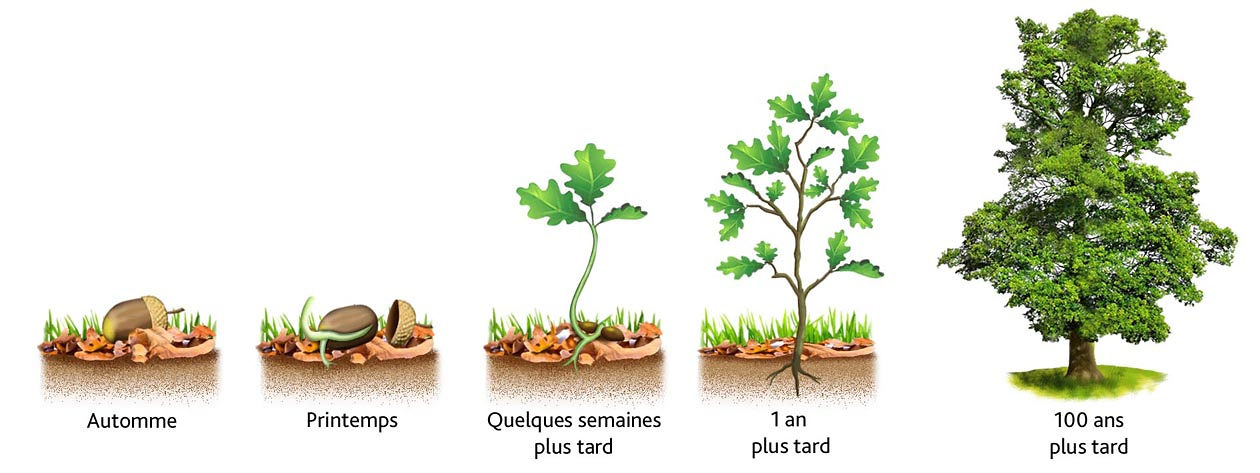 Automme
Printemps
Quelques semaines
plus tard
1 an
plus tard
100 ans
plus tard